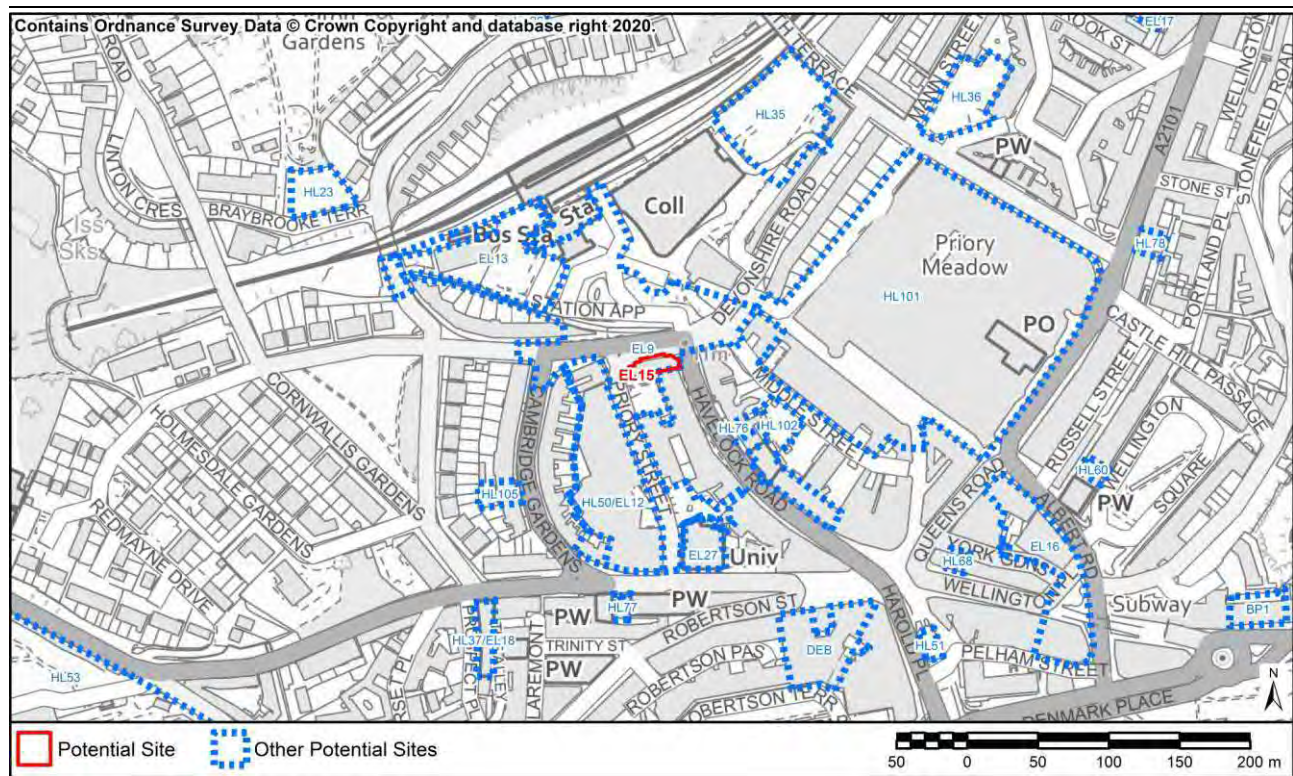 Contains Ordnance Survey Data © Crown Copyright and database right 2020.
Gardens
ROAD
LINTON CRES
BRAYBROOKE TERR
HL23
Iss
Sks
TERRACE
HL35
MANN STREET
HL36
PW
EL17
A2101
WELLINGTON
STONEFIELD ROAD
STONE ST
PORTLAND PL
HL78
Coll
Sta
Bus Sta
EL13
STATION APP
DEVONSHIRE ROAD
Priory
Meadow
HL101
PO
CASTLE HILL PASSAGE
RUSSELL STREET
WELLINGTON
SQUARE
HL60
PW
EL9
EL15
CORNWALLIS GARDENS
HOLMESDALE GARDENS
REDMAYNE DRIVE
CAMBRIDGE GARDENS
PRIORY STREET
HAVELOCK ROAD
MIDDLE STREET
HL76
HL102
HL105
HL50/EL12
EL27
Univ
QUEENS ROAD
ALBERT RD
EL16
YORK GDNS
HL68
WELLINGTON
Subway
BP1
HL77
PW
PW
ROBERTSON ST
HL37/EL18
PROSPECT PL
CLAREMONT
TRINITY ST
PW
ROBERTSON PAS
ROBERTSON TERR
DEB
HAROLD PL
HL51
PELHAM STREET
DENMARK PLACE
HL53
N
Potential Site
Other Potential Sites
50 0 50 100 150 200 m